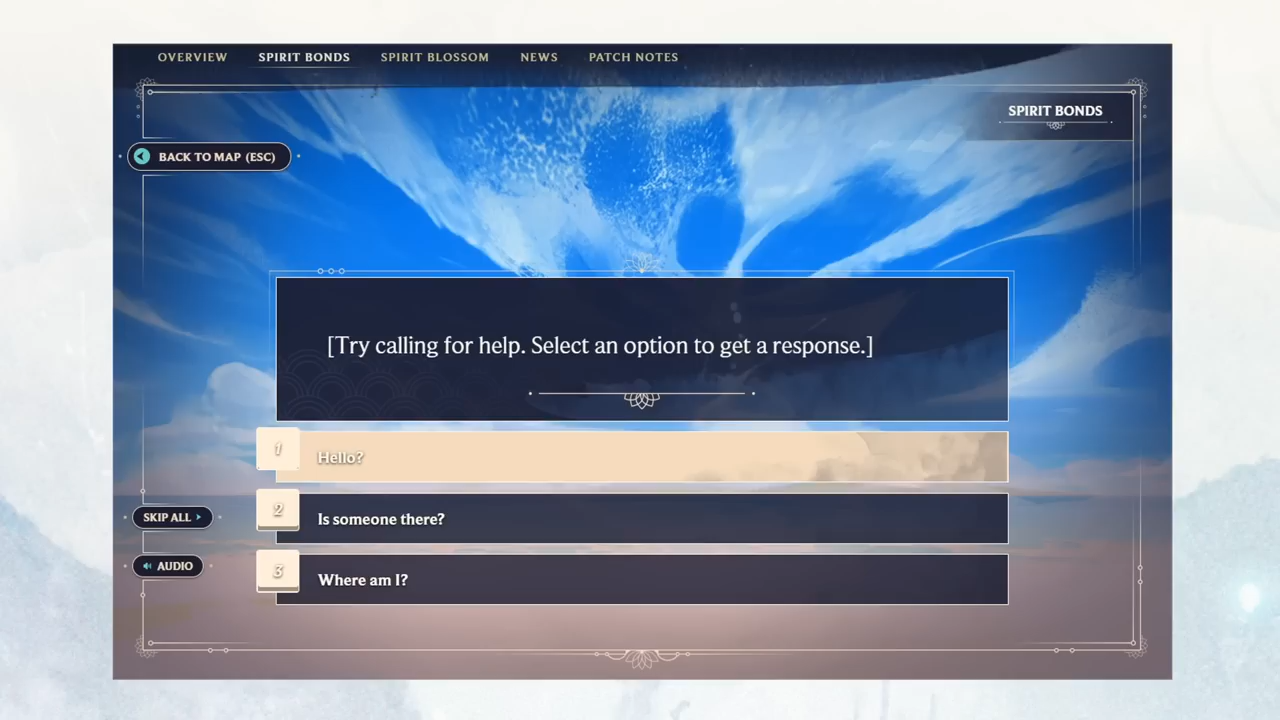 OVERVIEW SPIRIT BONDS SPIRIT BLOSSOM NEWS PATCH NOTES
SPIRIT BONDS
BACK TO MAP (ESC)
[Try calling for help. Select an option to get a response.]
1 Hello?
2 Is someone there?
3 Where am I?
SKIP ALL
AUDIO